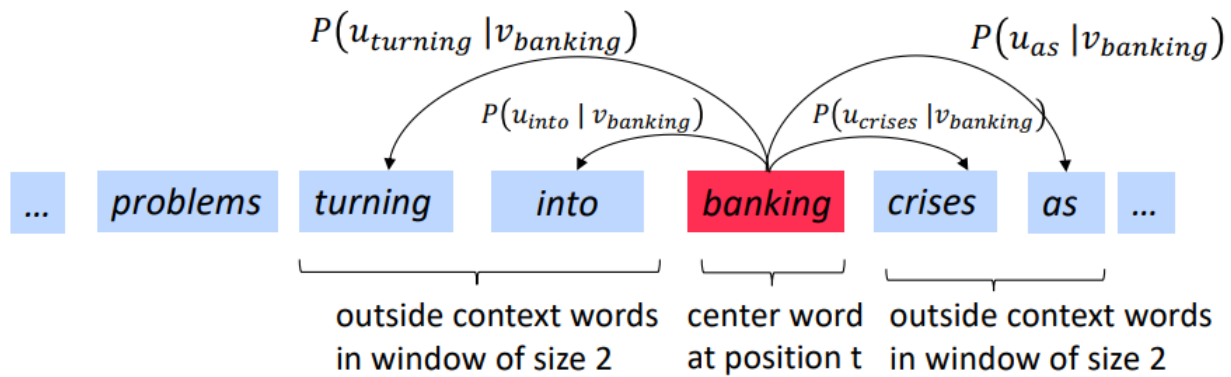 P(u_turning |v_banking)
P(u_as |v_banking)
P(u_into | v_banking)
P(u_crises |v_banking)
... problems turning into banking crises as ...
outside context words center word outside context words
in window of size 2 at position t in window of size 2